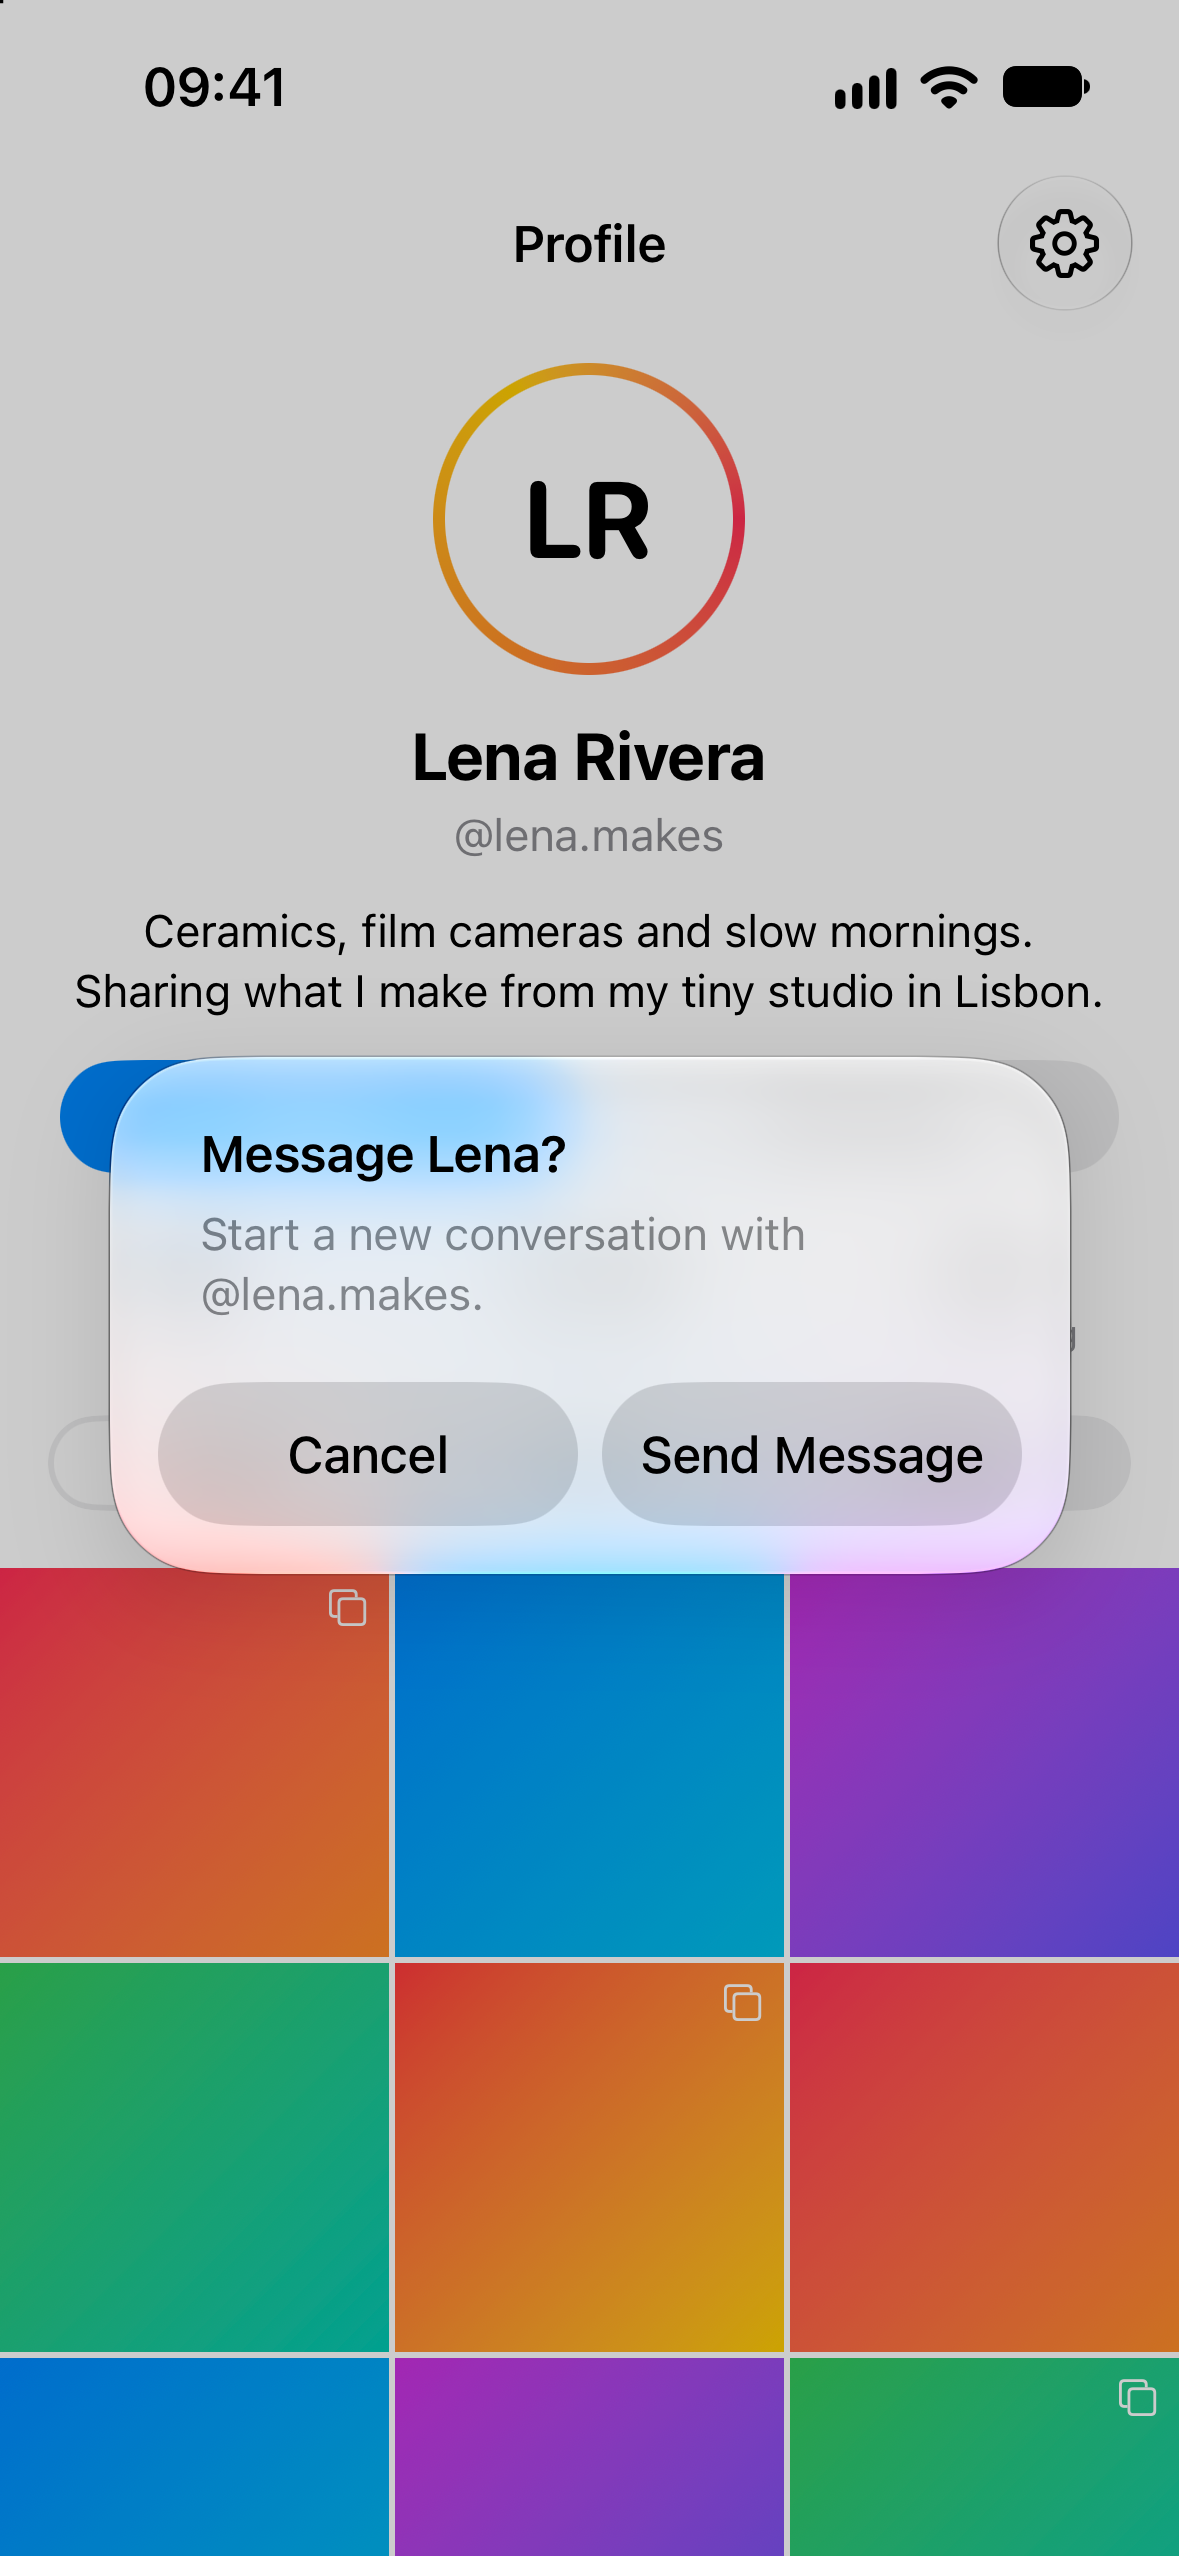 09:41
Profile
LR
Lena Rivera
@lena.makes
Ceramics, film cameras and slow mornings.
Sharing what I make from my tiny studio in Lisbon.
Message Lena?
Start a new conversation with
@lena.makes.
Cancel
Send Message